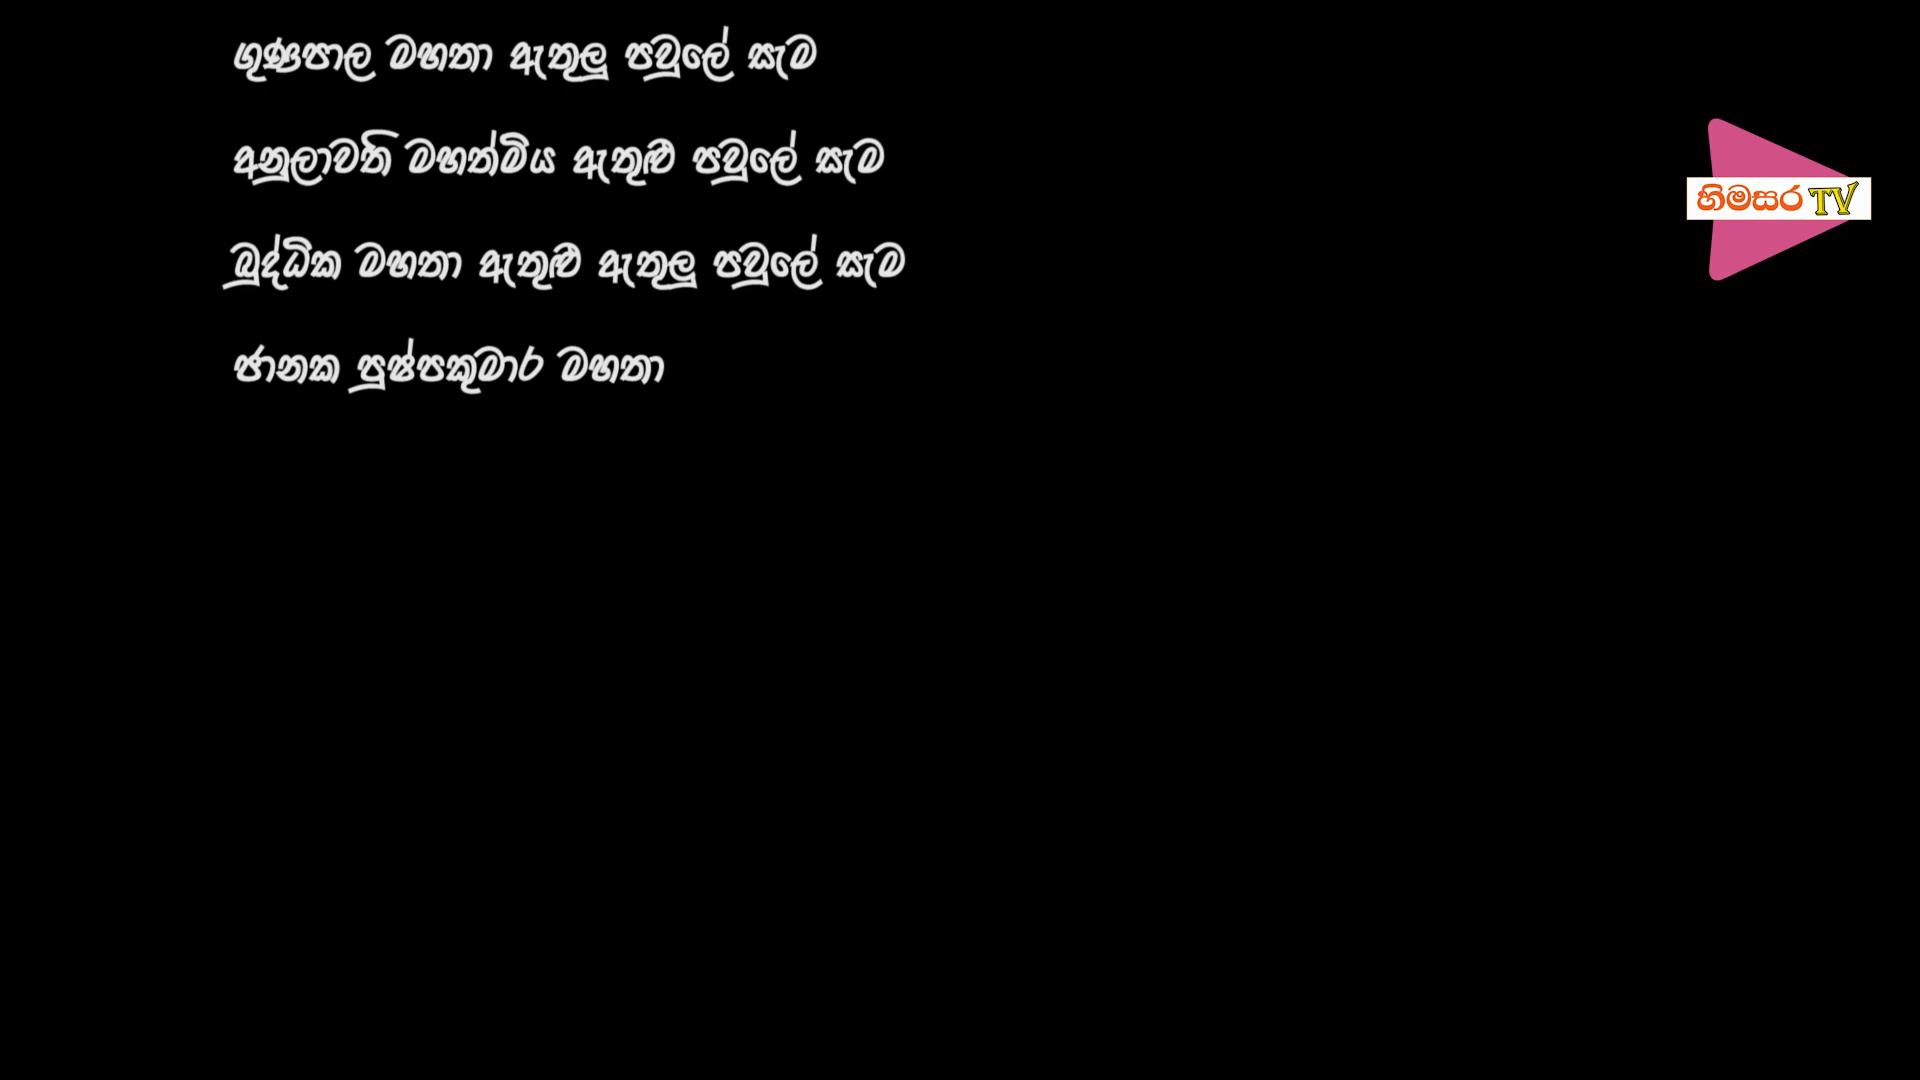 ගුණපාල මහතා ඇතුලු පවුලේ සැම
අනුලාවති මහත්මිය ඇතුළු පවුලේ සැම
හිමසර TV
බුද්ධික මහතා ඇතුළු ඇතුලු පවුලේ සැම
ජානක පුෂ්පකුමාර මහතා